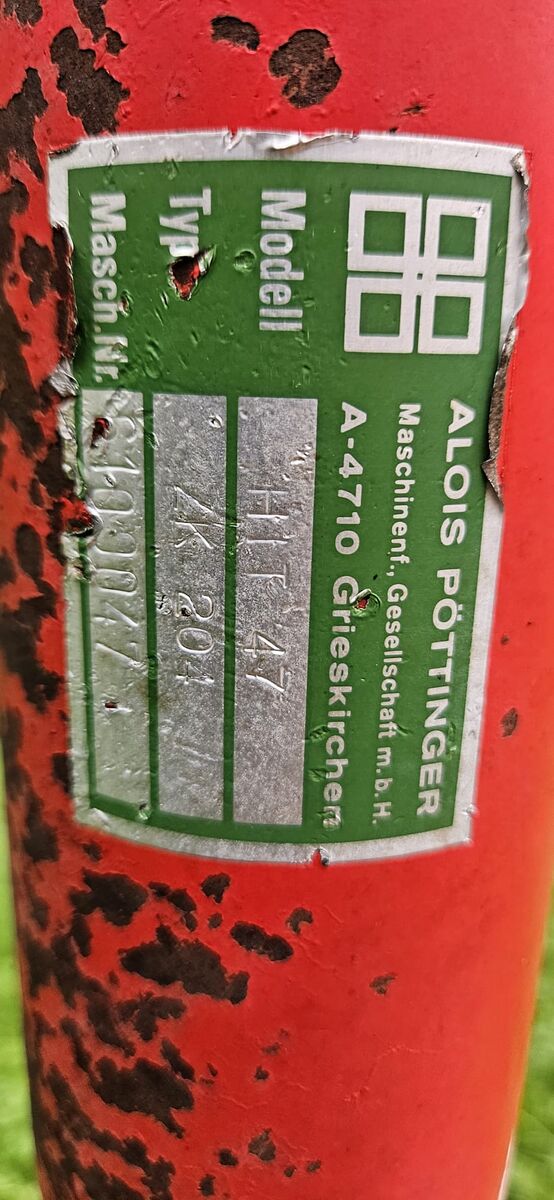 ALOIS PÖTTINGER
Maschinenf., Gesellschaft m.b.H.
A-4710 Grieskirchen
Modell HIT 47
Typ ZK 204
Masch.Nr.